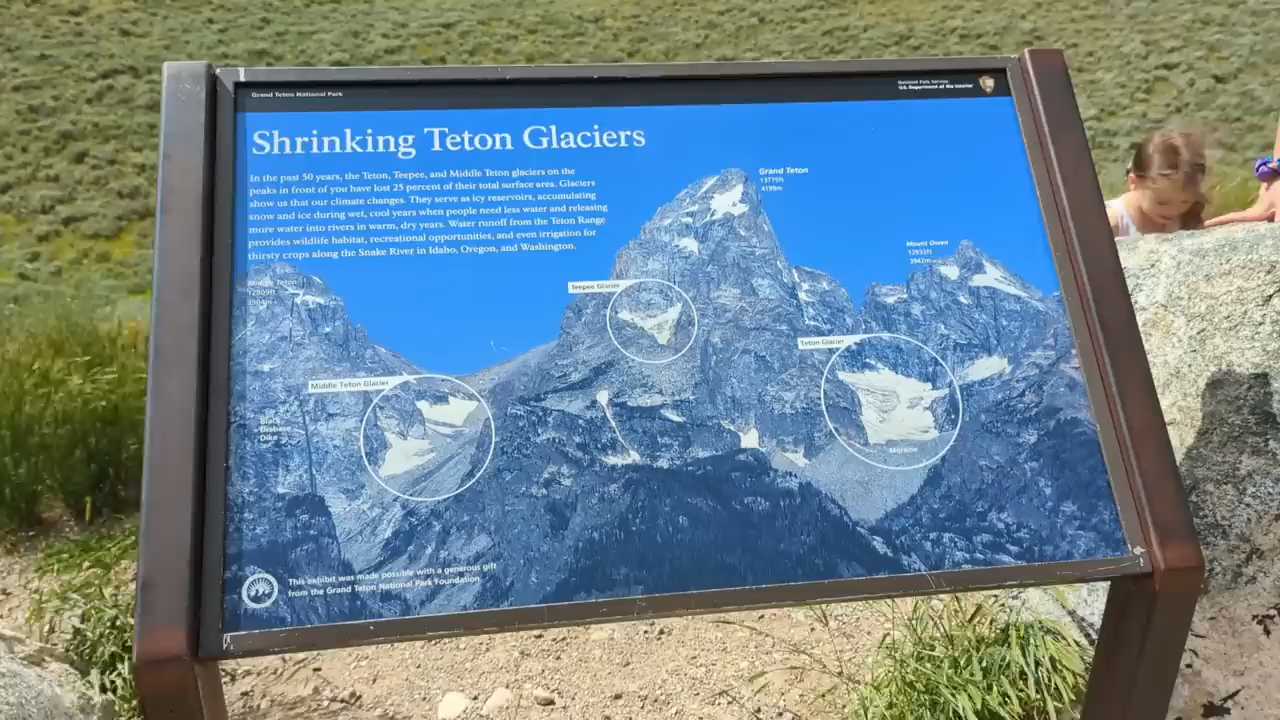 Grand Teton National Park
National Park Service
U.S. Department of the Interior
Shrinking Teton Glaciers
In the past 50 years, the Teton, Teepee, and Middle Teton glaciers on the
peaks in front of you have lost 25 percent of their total surface area. Glaciers
show us that our climate changes. They serve as icy reservoirs, accumulating
snow and ice during wet, cool years when people need less water and releasing
more water into rivers in warm, dry years. Water runoff from the Teton Range
provides wildlife habitat, recreational opportunities, and even irrigation for
thirsty crops along the Snake River in Idaho, Oregon, and Washington.
Grand Teton
13775ft
4199m
Mount Owen
12922ft
3942m
Middle Teton
12809ft
3904m
Teepee Glacier
Teton Glacier
Middle Teton Glacier
Black
Diabase
Dike
Moraine
This exhibit was made possible with a generous gift
from the Grand Teton National Park Foundation